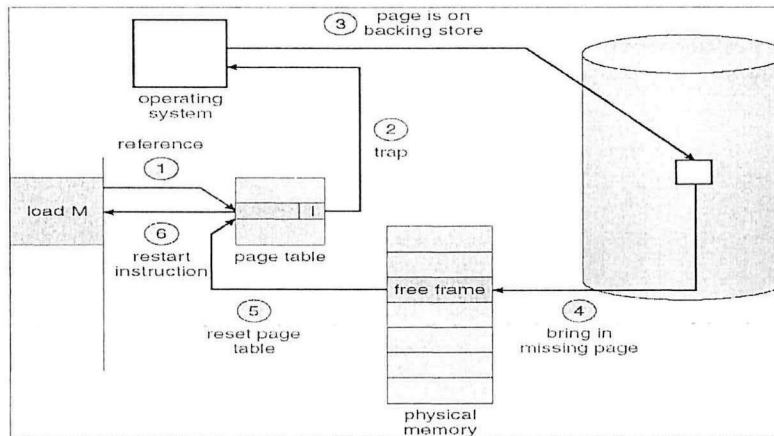 3
page is on
backing store
operating
system
2
trap
reference
1
load M
i
6
restart
instruction
page table
5
reset page
table
free frame
4
bring in
missing page
physical
memory